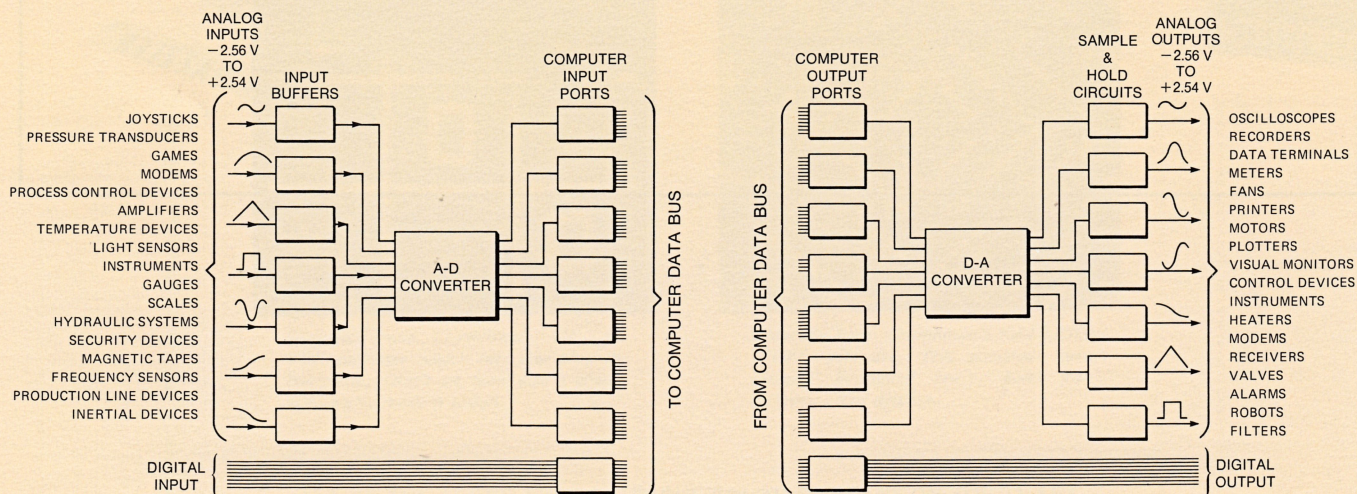 ANALOG
INPUTS
−2.56 V
TO
+2.54 V
INPUT
BUFFERS
COMPUTER
INPUT
PORTS
JOYSTICKS
PRESSURE TRANSDUCERS
GAMES
MODEMS
PROCESS CONTROL DEVICES
AMPLIFIERS
TEMPERATURE DEVICES
LIGHT SENSORS
INSTRUMENTS
GAUGES
SCALES
HYDRAULIC SYSTEMS
SECURITY DEVICES
MAGNETIC TAPES
FREQUENCY SENSORS
PRODUCTION LINE DEVICES
INERTIAL DEVICES
A-D
CONVERTER
TO COMPUTER DATA BUS
DIGITAL
INPUT
COMPUTER
OUTPUT
PORTS
SAMPLE
&
HOLD
CIRCUITS
ANALOG
OUTPUTS
−2.56 V
TO
+2.54 V
FROM COMPUTER DATA BUS
D-A
CONVERTER
OSCILLOSCOPES
RECORDERS
DATA TERMINALS
METERS
FANS
PRINTERS
MOTORS
PLOTTERS
VISUAL MONITORS
CONTROL DEVICES
INSTRUMENTS
HEATERS
MODEMS
RECEIVERS
VALVES
ALARMS
ROBOTS
FILTERS
DIGITAL
OUTPUT